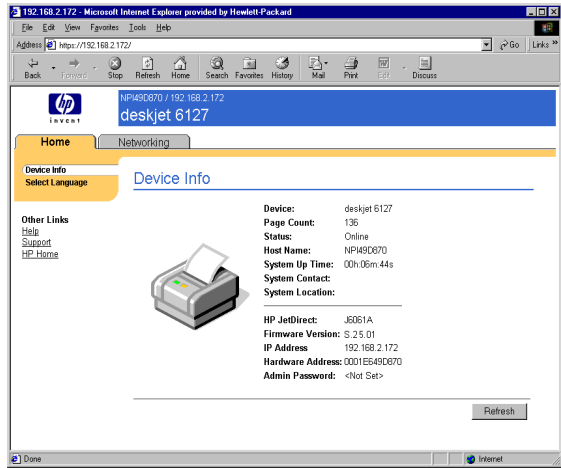 192.168.2.172 - Microsoft Internet Explorer provided by Hewlett-Packard
File Edit View Favorites Tools Help
Address https://192.168.2.172/ Go Links »
Back Forward Stop Refresh Home Search Favorites History Mail Print Edit Discuss
hp
invent
NPI49D870 / 192.168.2.172
deskjet 6127
Home Networking
Device Info
Select Language
Other Links
Help
Support
HP Home
Device Info
Device: deskjet 6127
Page Count: 136
Status: Online
Host Name: NPI49D870
System Up Time: 00h:06m:44s
System Contact:
System Location:
HP JetDirect: J6061A
Firmware Version: S.25.01
IP Address 192.168.2.172
Hardware Address: 0001E649D870
Admin Password: <Not Set>
Refresh
Done Internet